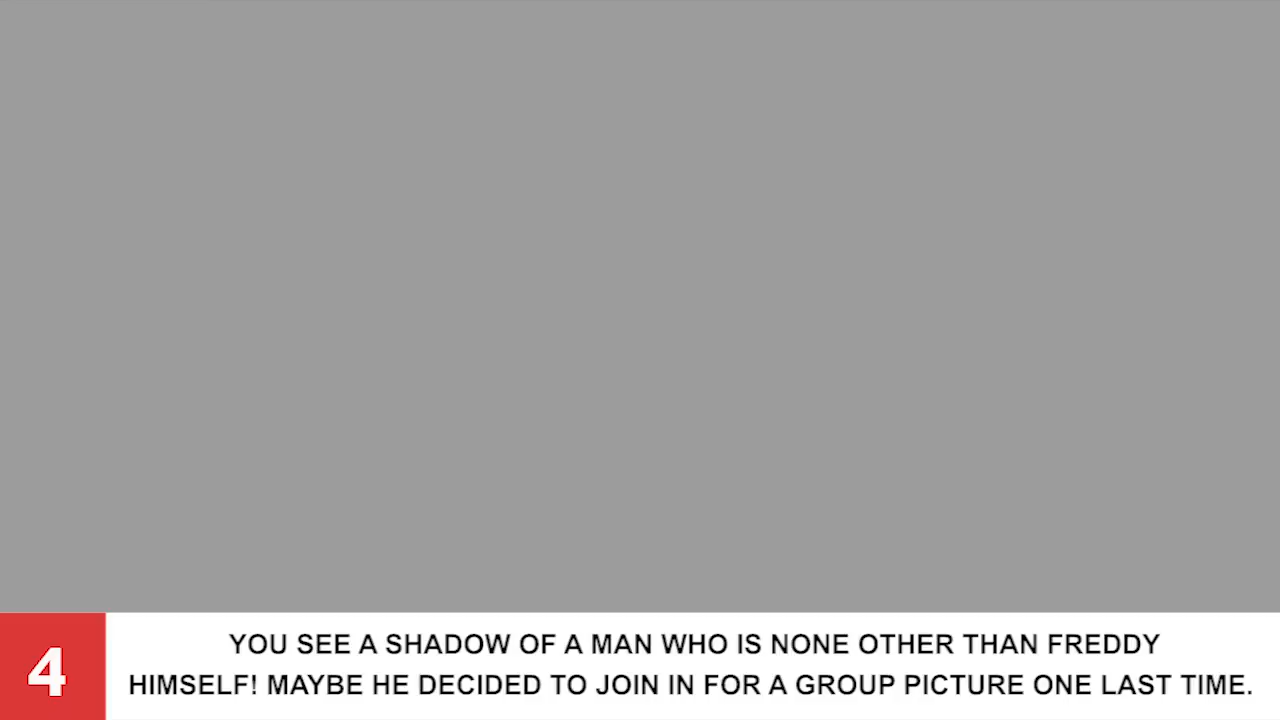 4
YOU SEE A SHADOW OF A MAN WHO IS NONE OTHER THAN FREDDY
HIMSELF! MAYBE HE DECIDED TO JOIN IN FOR A GROUP PICTURE ONE LAST TIME.